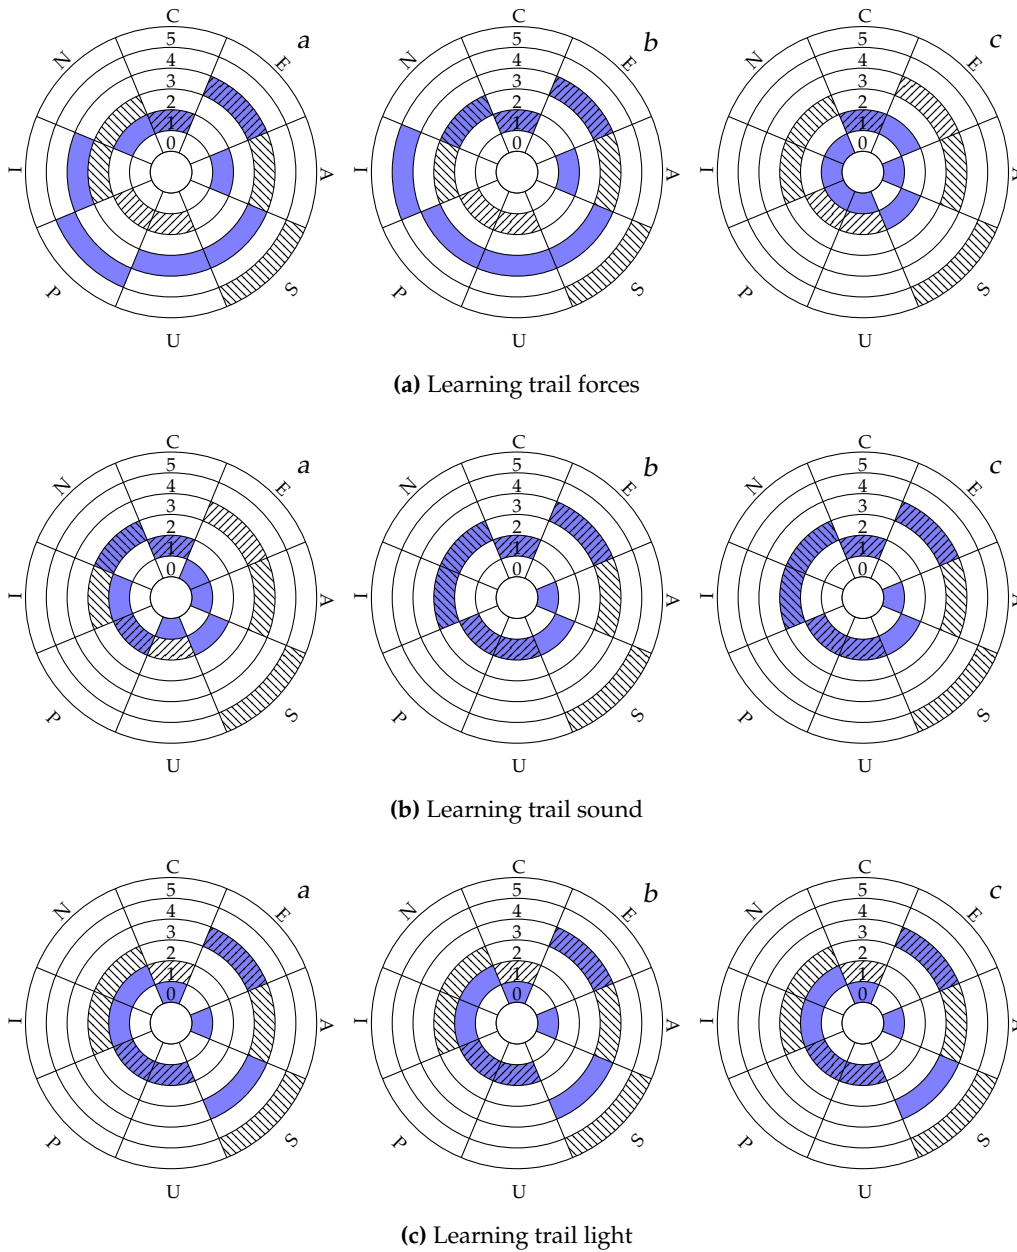 C C C
5 5 5
4 4 4
3 3 3
2 2 2
1 1 1
0 0 0
N a E N b E N c E
I A I A I A
P S P S P S
U U U
(a) Learning trail forces
C C C
5 5 5
4 4 4
3 3 3
2 2 2
1 1 1
0 0 0
N a E N b E N c E
I A I A I A
P S P S P S
U U U
(b) Learning trail sound
C C C
5 5 5
4 4 4
3 3 3
2 2 2
1 1 1
0 0 0
N a E N b E N c E
I A I A I A
P S P S P S
U U U
(c) Learning trail light